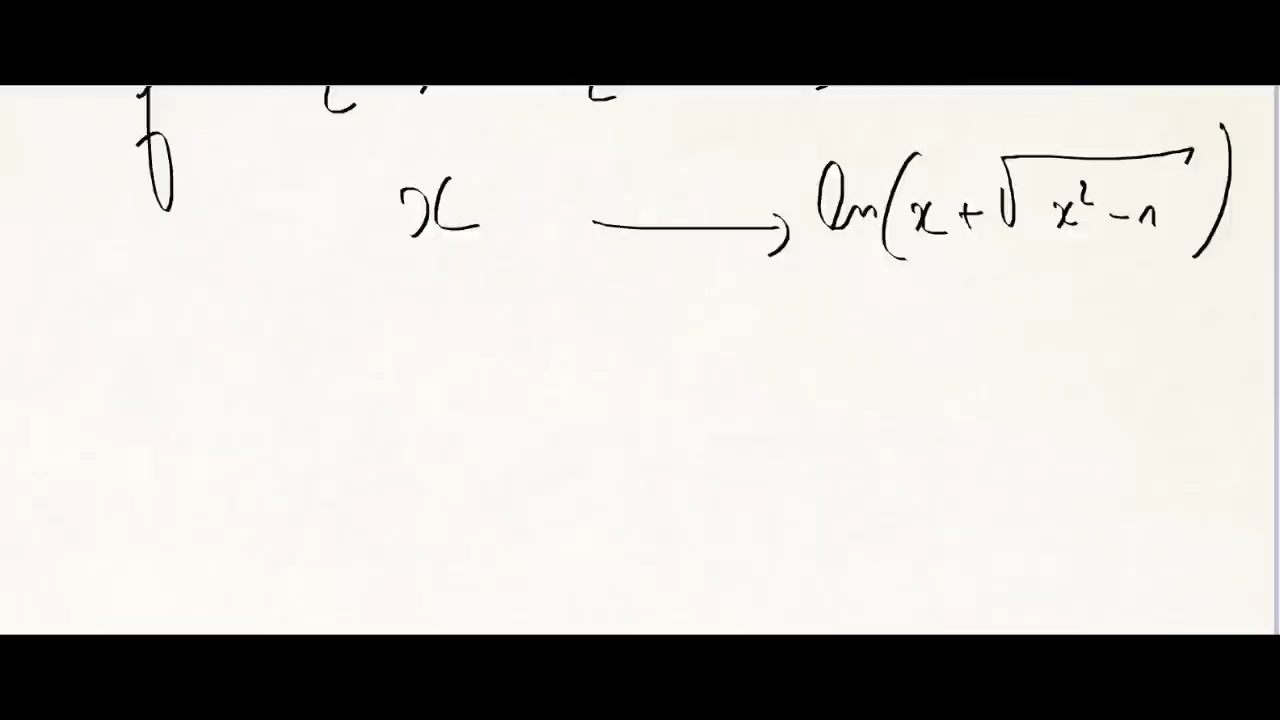 f
x ⟶ ln(x + √(x² - 1))